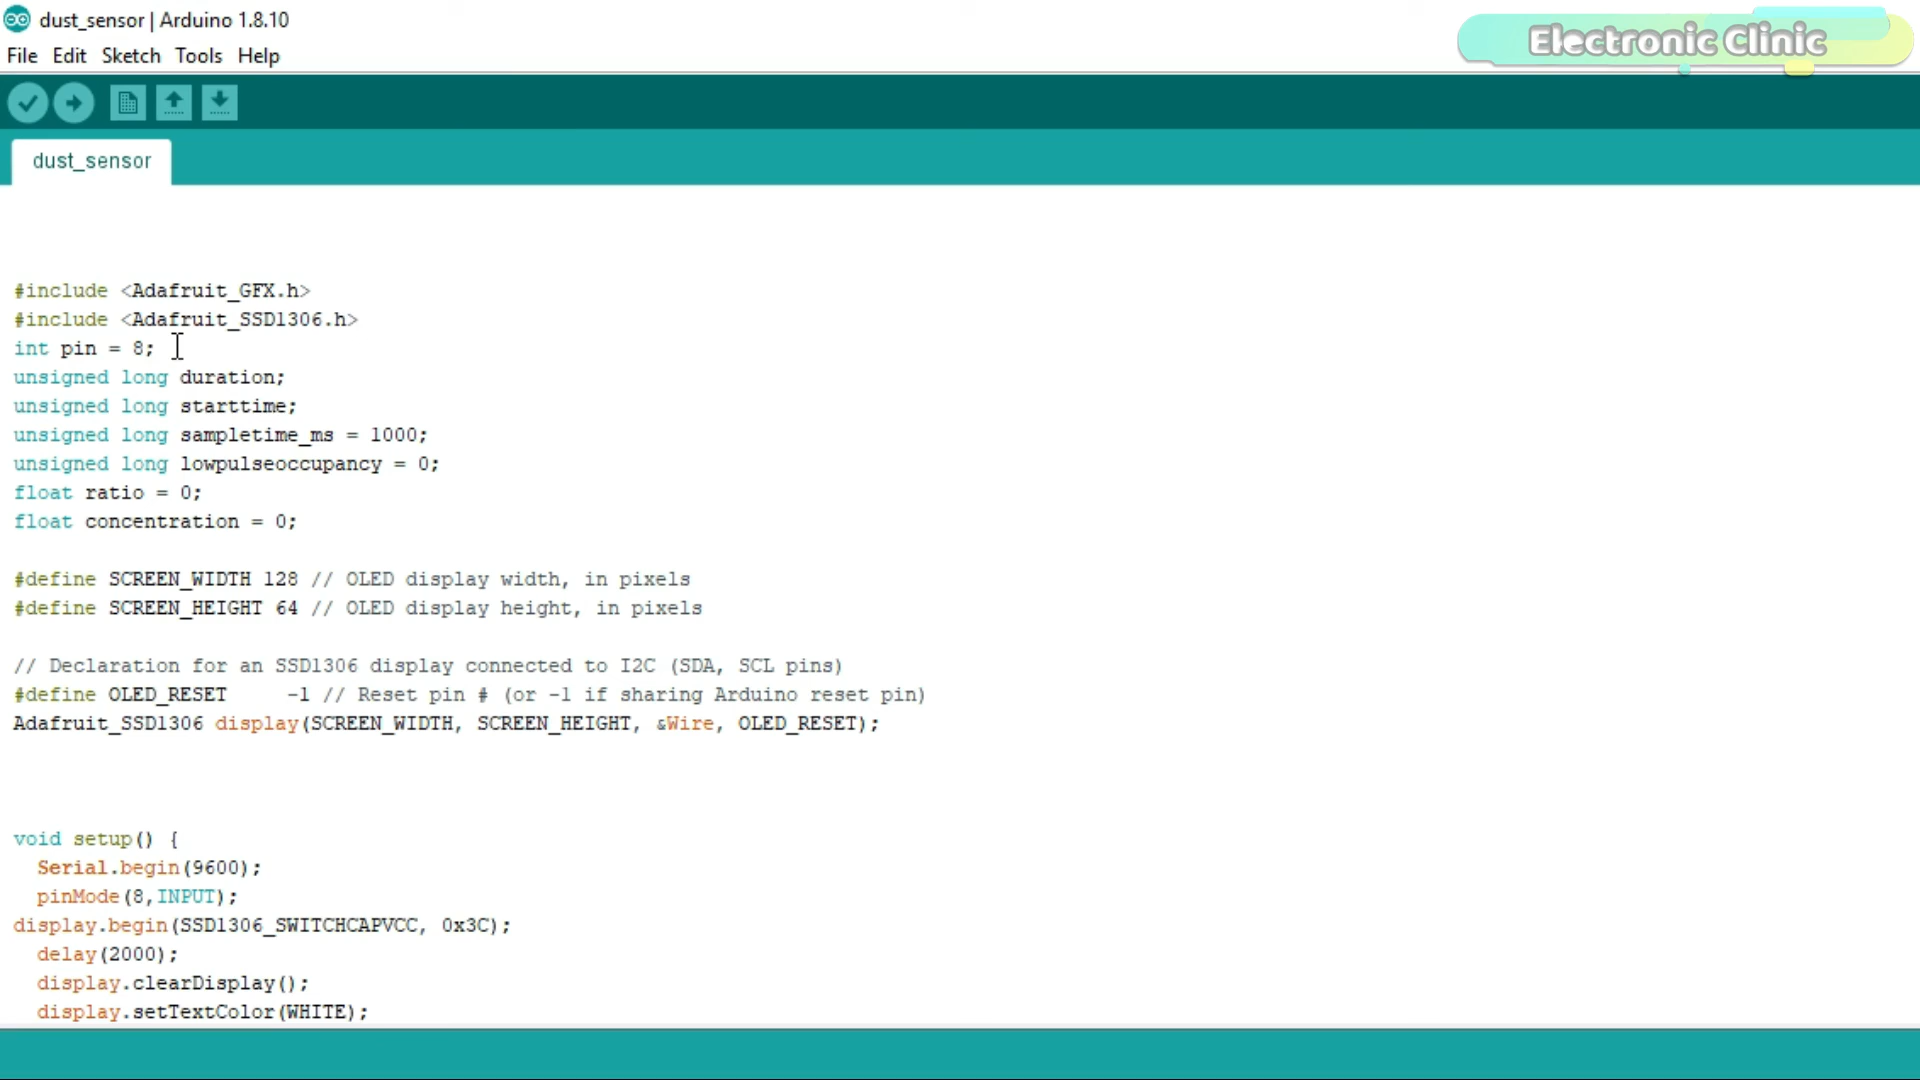 dust_sensor | Arduino 1.8.10
File Edit Sketch Tools Help
Electronic Clinic
dust_sensor
#include <Adafruit_GFX.h>
#include <Adafruit_SSD1306.h>
int pin = 8;
unsigned long duration;
unsigned long starttime;
unsigned long sampletime_ms = 1000;
unsigned long lowpulseoccupancy = 0;
float ratio = 0;
float concentration = 0;
#define SCREEN_WIDTH 128 // OLED display width, in pixels
#define SCREEN_HEIGHT 64 // OLED display height, in pixels
// Declaration for an SSD1306 display connected to I2C (SDA, SCL pins)
#define OLED_RESET     -1 // Reset pin # (or -1 if sharing Arduino reset pin)
Adafruit_SSD1306 display(SCREEN_WIDTH, SCREEN_HEIGHT, &Wire, OLED_RESET);
void setup() {
  Serial.begin(9600);
  pinMode(8,INPUT);
display.begin(SSD1306_SWITCHCAPVCC, 0x3C);
  delay(2000);
  display.clearDisplay();
  display.setTextColor(WHITE);